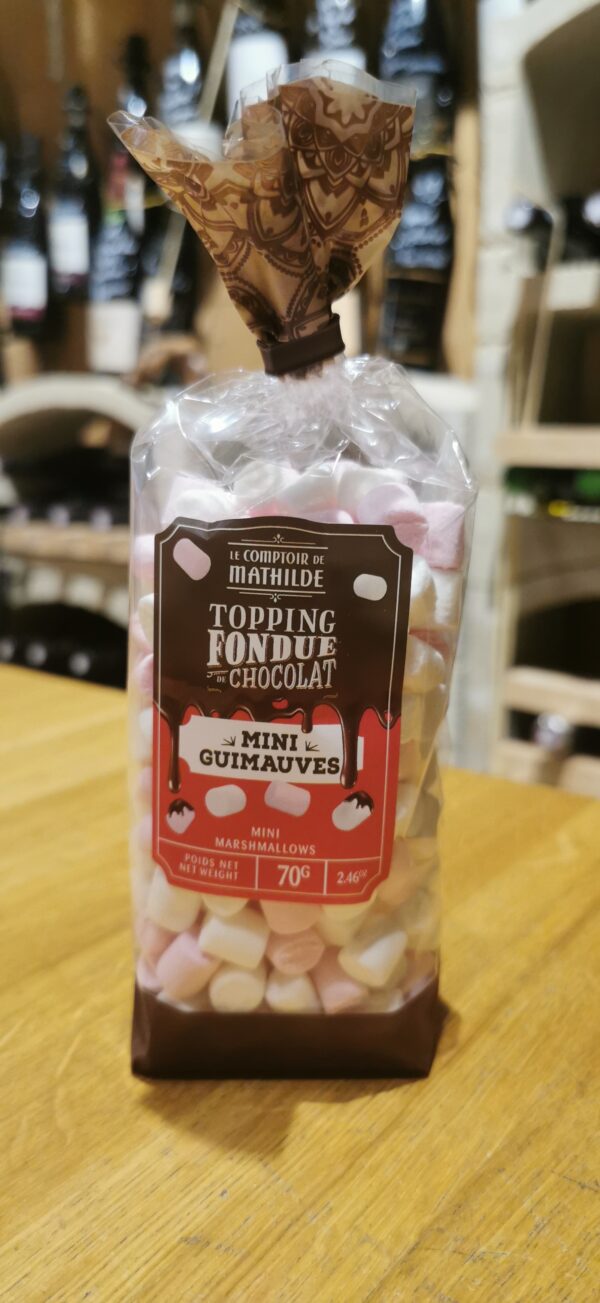 LE COMPTOIR DE
MATHILDE
TOPPING
FONDUE
DE CHOCOLAT
MINI
GUIMAUVES
MINI
MARSHMALLOWS
POIDS NET
NET WEIGHT
70G
2.46oz